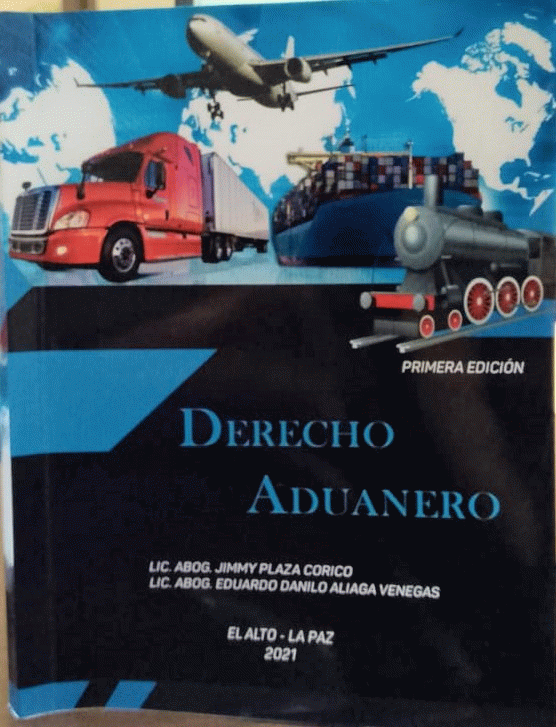 PRIMERA EDICIÓN
DERECHO
ADUANERO
LIC. ABOG. JIMMY PLAZA CORICO
LIC. ABOG. EDUARDO DANILO ALIAGA VENEGAS
EL ALTO - LA PAZ
2021